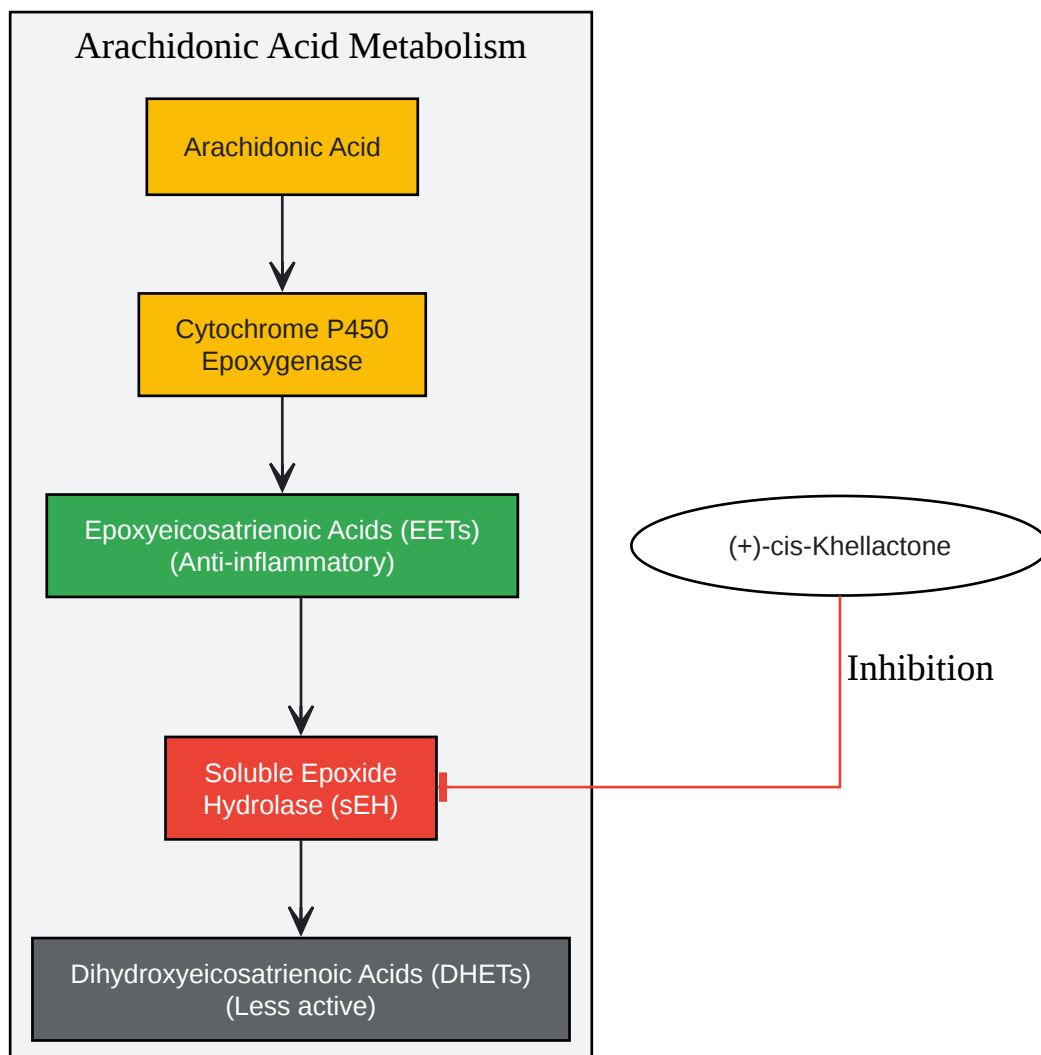 Arachidonic Acid Metabolism
Arachidonic Acid
Cytochrome P450
Epoxygenase
Epoxyeicosatrienoic Acids (EETs)
(Anti-inflammatory)
(+)-cis-Khellactone
Inhibition
Soluble Epoxide
Hydrolase (sEH)
Dihydroxyeicosatrienoic Acids (DHETs)
(Less active)